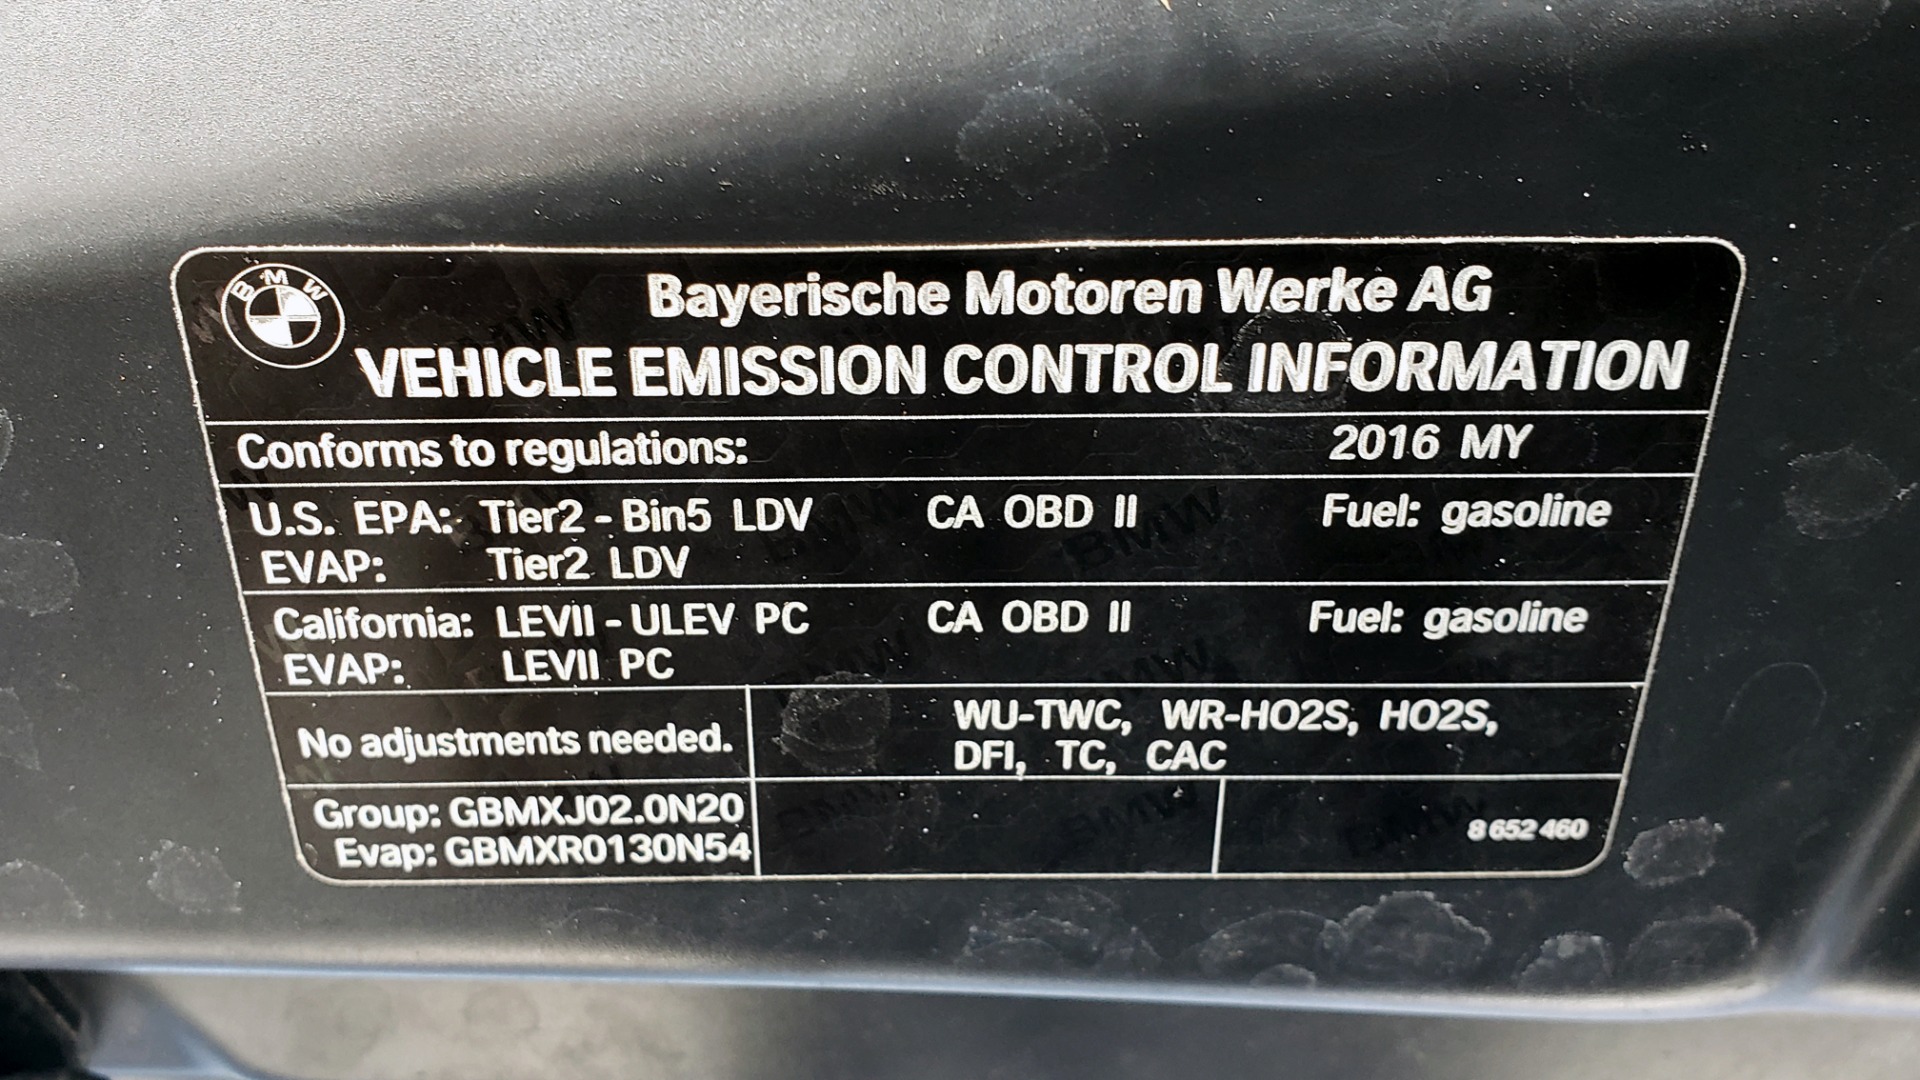 BMW
Bayerische Motoren Werke AG
VEHICLE EMISSION CONTROL INFORMATION
Conforms to regulations: 2016 MY
U.S. EPA: Tier2 - Bin5 LDV CA OBD II Fuel: gasoline
EVAP: Tier2 LDV
California: LEVII - ULEV PC CA OBD II Fuel: gasoline
EVAP: LEVII PC
No adjustments needed.
WU-TWC, WR-HO2S, HO2S,
DFI, TC, CAC
Group: GBMXJ02.0N20
Evap: GBMXR0130N54
8 652 460